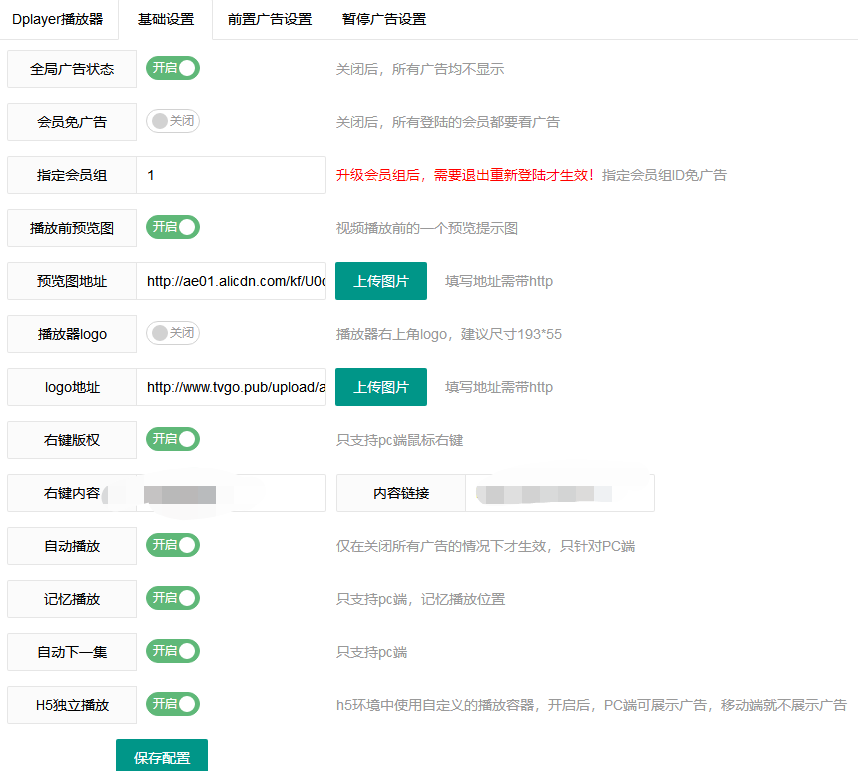 Dplayer播放器 基础设置 前置广告设置 暂停广告设置
全局广告状态 开启 关闭后，所有广告均不显示
会员免广告 关闭 关闭后，所有登陆的会员都要看广告
指定会员组 1 升级会员组后，需要退出重新登陆才生效！指定会员组ID免广告
播放前预览图 开启 视频播放前的一个预览提示图
预览图地址 http://ae01.alicdn.com/kf/U0c 上传图片 填写地址需带http
播放器logo 关闭 播放器右上角logo，建议尺寸193*55
logo地址 http://www.tvgo.pub/upload/a 上传图片 填写地址需带http
右键版权 开启 只支持pc端鼠标右键
右键内容 内容链接
自动播放 开启 仅在关闭所有广告的情况下才生效，只针对PC端
记忆播放 开启 只支持pc端，记忆播放位置
自动下一集 开启 只支持pc端
H5独立播放 开启 h5环境中使用自定义的播放容器，开启后，PC端可展示广告，移动端就不展示广告
保存配置